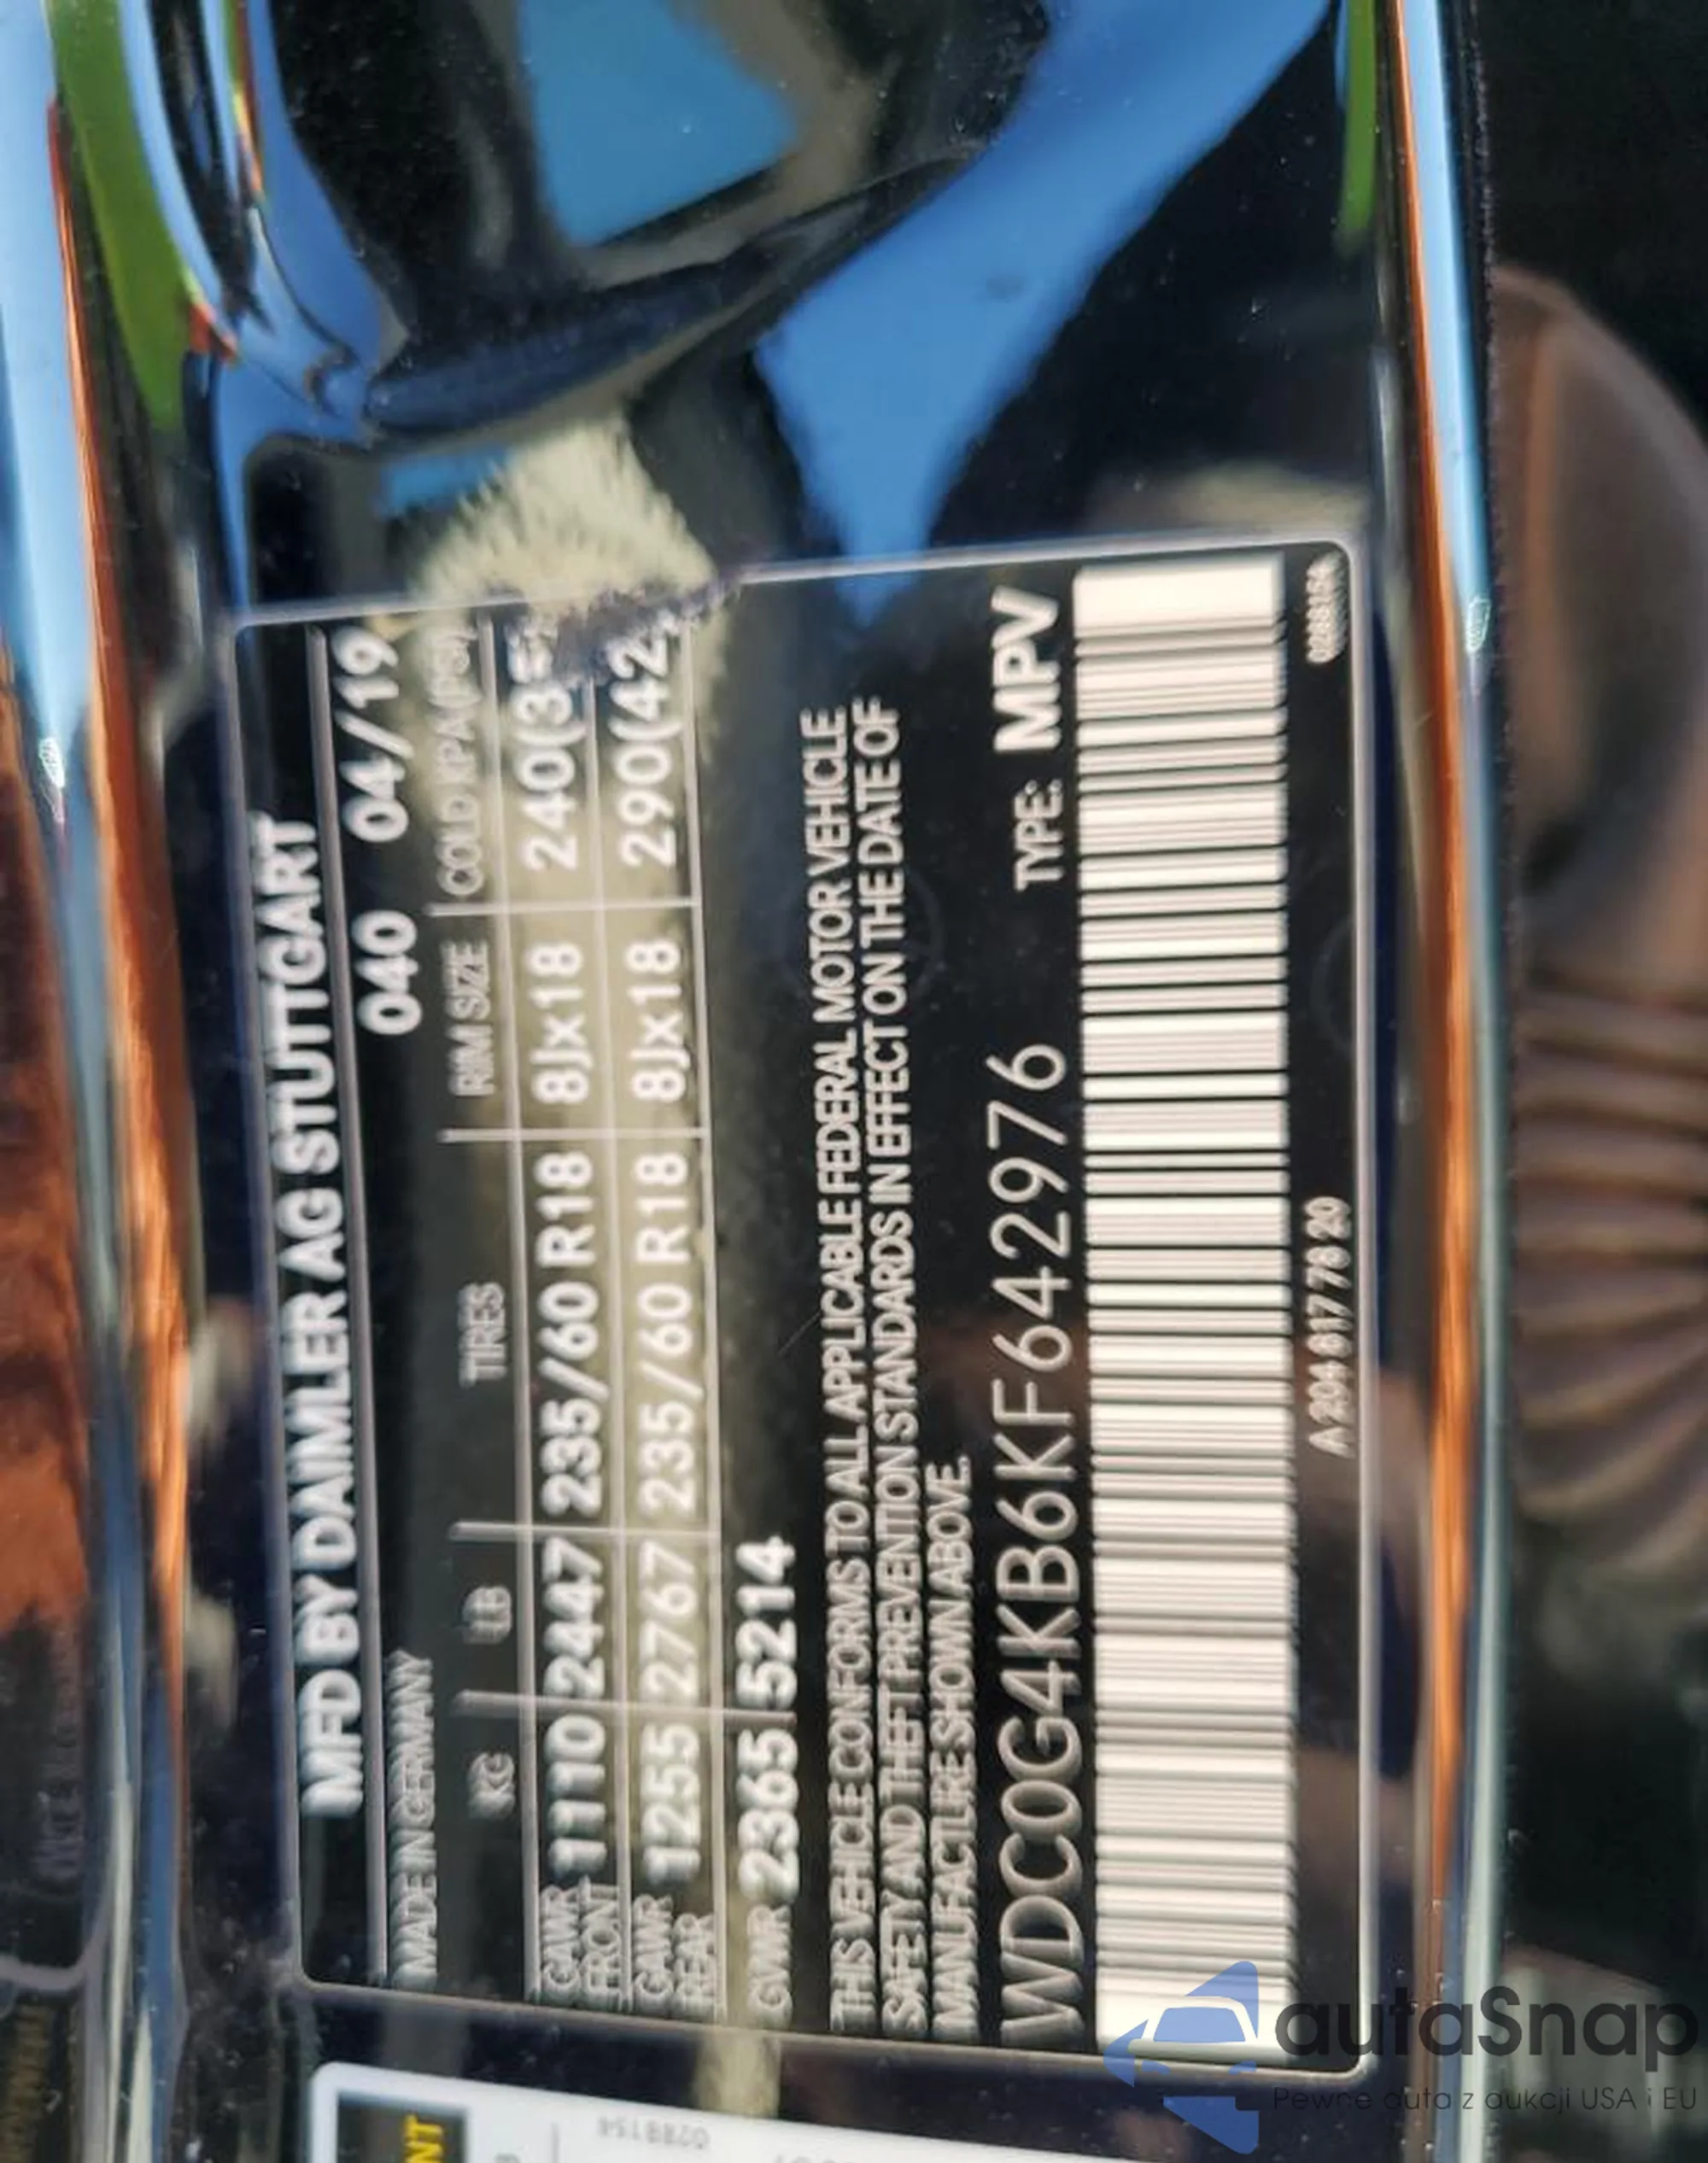 MFD BY DAIMLER AG STUTTGART
MADE IN GERMANY 040 04/19
KG LB TIRES RIM SIZE COLD KPA(PSI)
GAWR FRONT 1110 2447 235/60 R18 8Jx18 240(35
GAWR REAR 1255 2767 235/60 R18 8Jx18 290(42
GVWR 2365 5214
THIS VEHICLE CONFORMS TO ALL APPLICABLE FEDERAL MOTOR VEHICLE
SAFETY AND THEFT PREVENTION STANDARDS IN EFFECT ON THE DATE OF
MANUFACTURE SHOWN ABOVE.
WDC0G4KB6KF642976 TYPE: MPV
A 204 817 78 20
0288154
autaSnap
Pewne auta z aukcji USA i EU